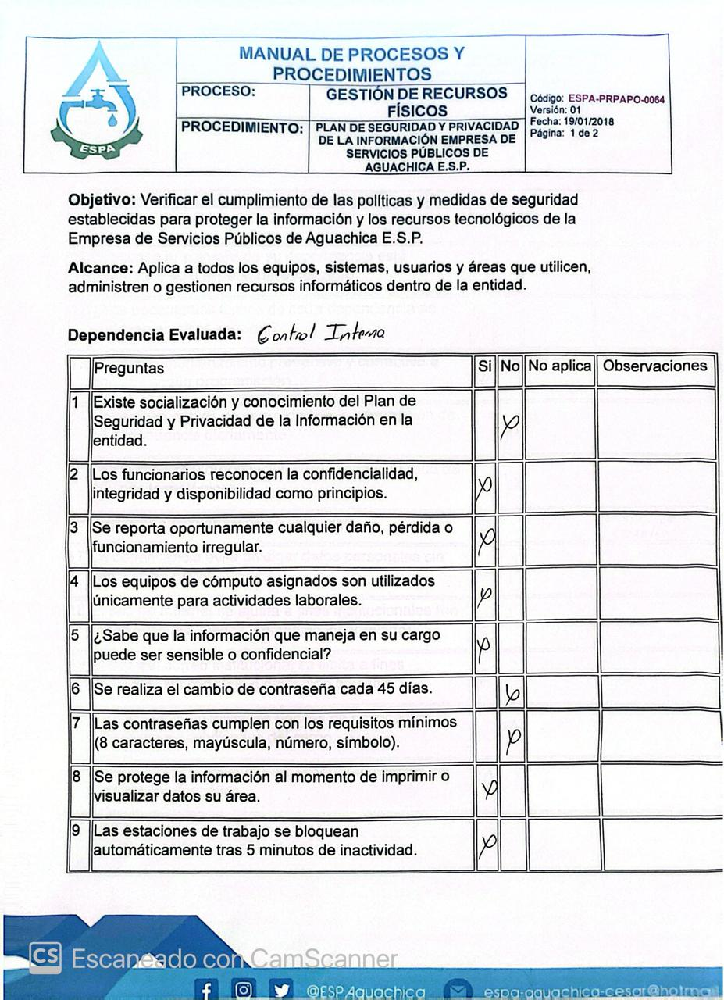 ESPA
MANUAL DE PROCESOS Y
PROCEDIMIENTOS
PROCESO:
GESTIÓN DE RECURSOS
FÍSICOS
PROCEDIMIENTO:
PLAN DE SEGURIDAD Y PRIVACIDAD
DE LA INFORMACIÓN EMPRESA DE
SERVICIOS PÚBLICOS DE
AGUACHICA E.S.P.
Código: ESPA-PRPAPO-0064
Versión: 01
Fecha: 19/01/2018
Página: 1 de 2
Objetivo: Verificar el cumplimiento de las políticas y medidas de seguridad
establecidas para proteger la información y los recursos tecnológicos de la
Empresa de Servicios Públicos de Aguachica E.S.P.
Alcance: Aplica a todos los equipos, sistemas, usuarios y áreas que utilicen,
administren o gestionen recursos informáticos dentro de la entidad.
Dependencia Evaluada: Control Interno
Preguntas Si No No aplica Observaciones
1 Existe socialización y conocimiento del Plan de
Seguridad y Privacidad de la Información en la
entidad.
2 Los funcionarios reconocen la confidencialidad,
integridad y disponibilidad como principios.
3 Se reporta oportunamente cualquier daño, pérdida o
funcionamiento irregular.
4 Los equipos de cómputo asignados son utilizados
únicamente para actividades laborales.
5 ¿Sabe que la información que maneja en su cargo
puede ser sensible o confidencial?
6 Se realiza el cambio de contraseña cada 45 días.
7 Las contraseñas cumplen con los requisitos mínimos
(8 caracteres, mayúscula, número, símbolo).
8 Se protege la información al momento de imprimir o
visualizar datos su área.
9 Las estaciones de trabajo se bloquean
automáticamente tras 5 minutos de inactividad.
CS Escaneado con CamScanner
@ESPAguachica espa-aguachica-cesar@hotmail